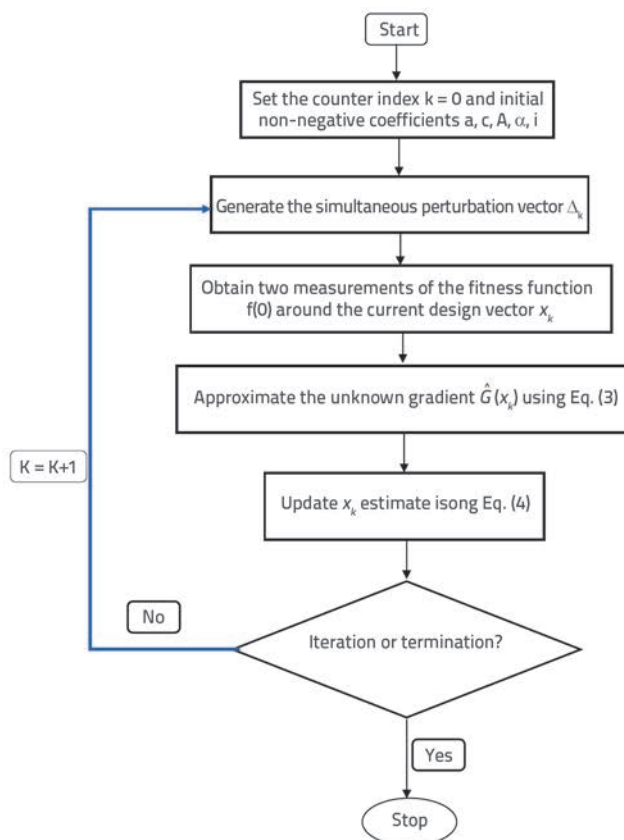 Start
Set the counter index k = 0 and initial
non-negative coefficients a, c, A, α, i
Generate the simultaneous perturbation vector Δk
Obtain two measurements of the fitness function
f(0) around the current design vector xk
Approximate the unknown gradient Ĝ(xk) using Eq. (3)
K = K+1
Update xk estimate isong Eq. (4)
No
Iteration or termination?
Yes
Stop